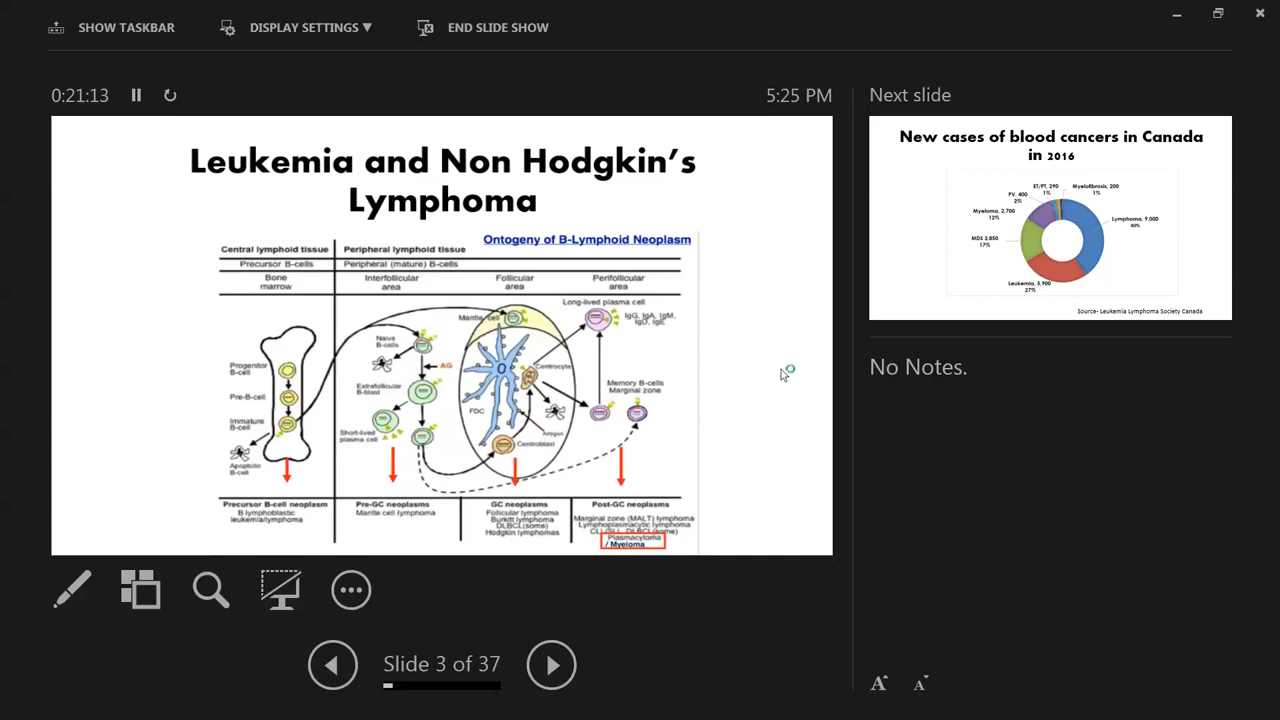 SHOW TASKBAR
DISPLAY SETTINGS ▼
END SLIDE SHOW
0:21:13
5:25 PM
Next slide
Leukemia and Non Hodgkin's
Lymphoma
Ontogeny of B-Lymphoid Neoplasm
Central lymphoid tissue
Peripheral lymphoid tissue
Precursor B-cells
Peripheral (mature) B-cells
Bone
marrow
Interfollicular
area
Follicular
area
Perifollicular
area
Long-lived plasma cell
IgG, IgA, IgM,
IgD, IgE
Mantle cell
Naive
B-cells
AG
Progenitor
B-cell
Pre-B-cell
Immature
B-cell
Apoptotic
B-cell
Extrafollicular
B-blast
Short-lived
plasma cell
FDC
Centrocyte
Antigen
Centroblast
Memory B-cells
Marginal zone
Precursor B-cell neoplasm
B lymphoblastic
leukemia/lymphoma
Pre-GC neoplasms
Mantle cell lymphoma
GC neoplasms
Follicular lymphoma
Burkitt lymphoma
DLBCL(some)
Hodgkin lymphomas
Post-GC neoplasms
Marginal zone (MALT) lymphoma
Lymphoplasmacytic lymphoma
CLL/SLL, DLBCL(some)
Plasmacytoma
/ Myeloma
New cases of blood cancers in Canada
in 2016
ET/PT, 290
1%
Myelofibrosis, 200
1%
PV, 400
2%
Myeloma, 2,700
12%
Lymphoma, 9,000
40%
MDS 3,850
17%
Leukemia, 5,900
27%
Source- Leukemia Lymphoma Society Canada
No Notes.
Slide 3 of 37
A A